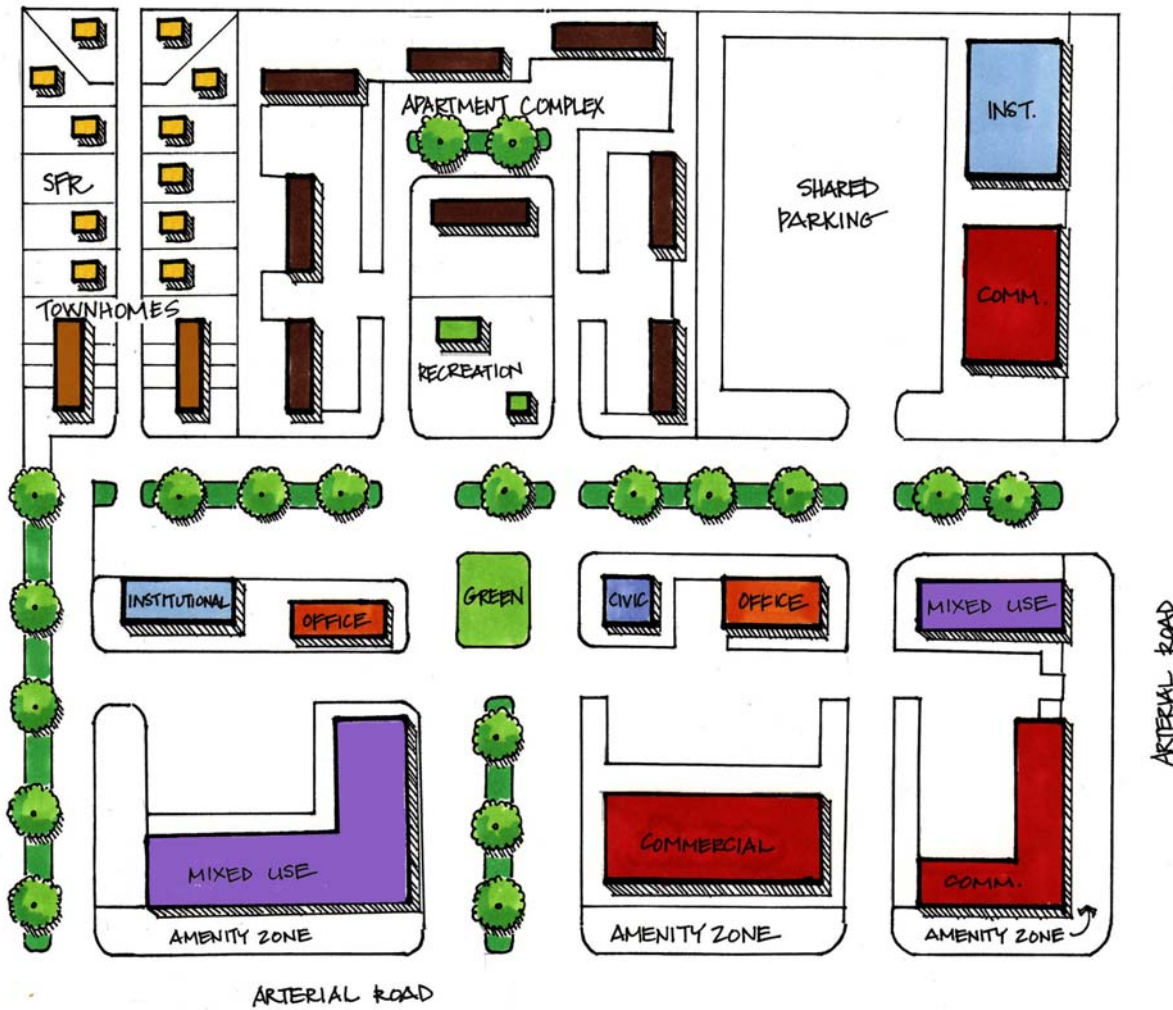 APARTMENT COMPLEX
INST.
SFR
SHARED
PARKING
COMM.
TOWNHOMES
RECREATION
INSTITUTIONAL
OFFICE
GREEN
CIVIC
OFFICE
MIXED USE
ARTERIAL ROAD
MIXED USE
COMMERCIAL
COMM.
AMENITY ZONE
AMENITY ZONE
AMENITY ZONE
ARTERIAL ROAD